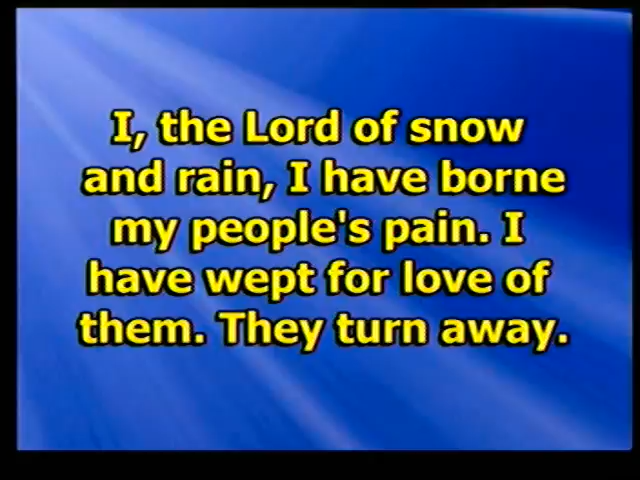 I, the Lord of snow
and rain, I have borne
my people's pain. I
have wept for love of
them. They turn away.